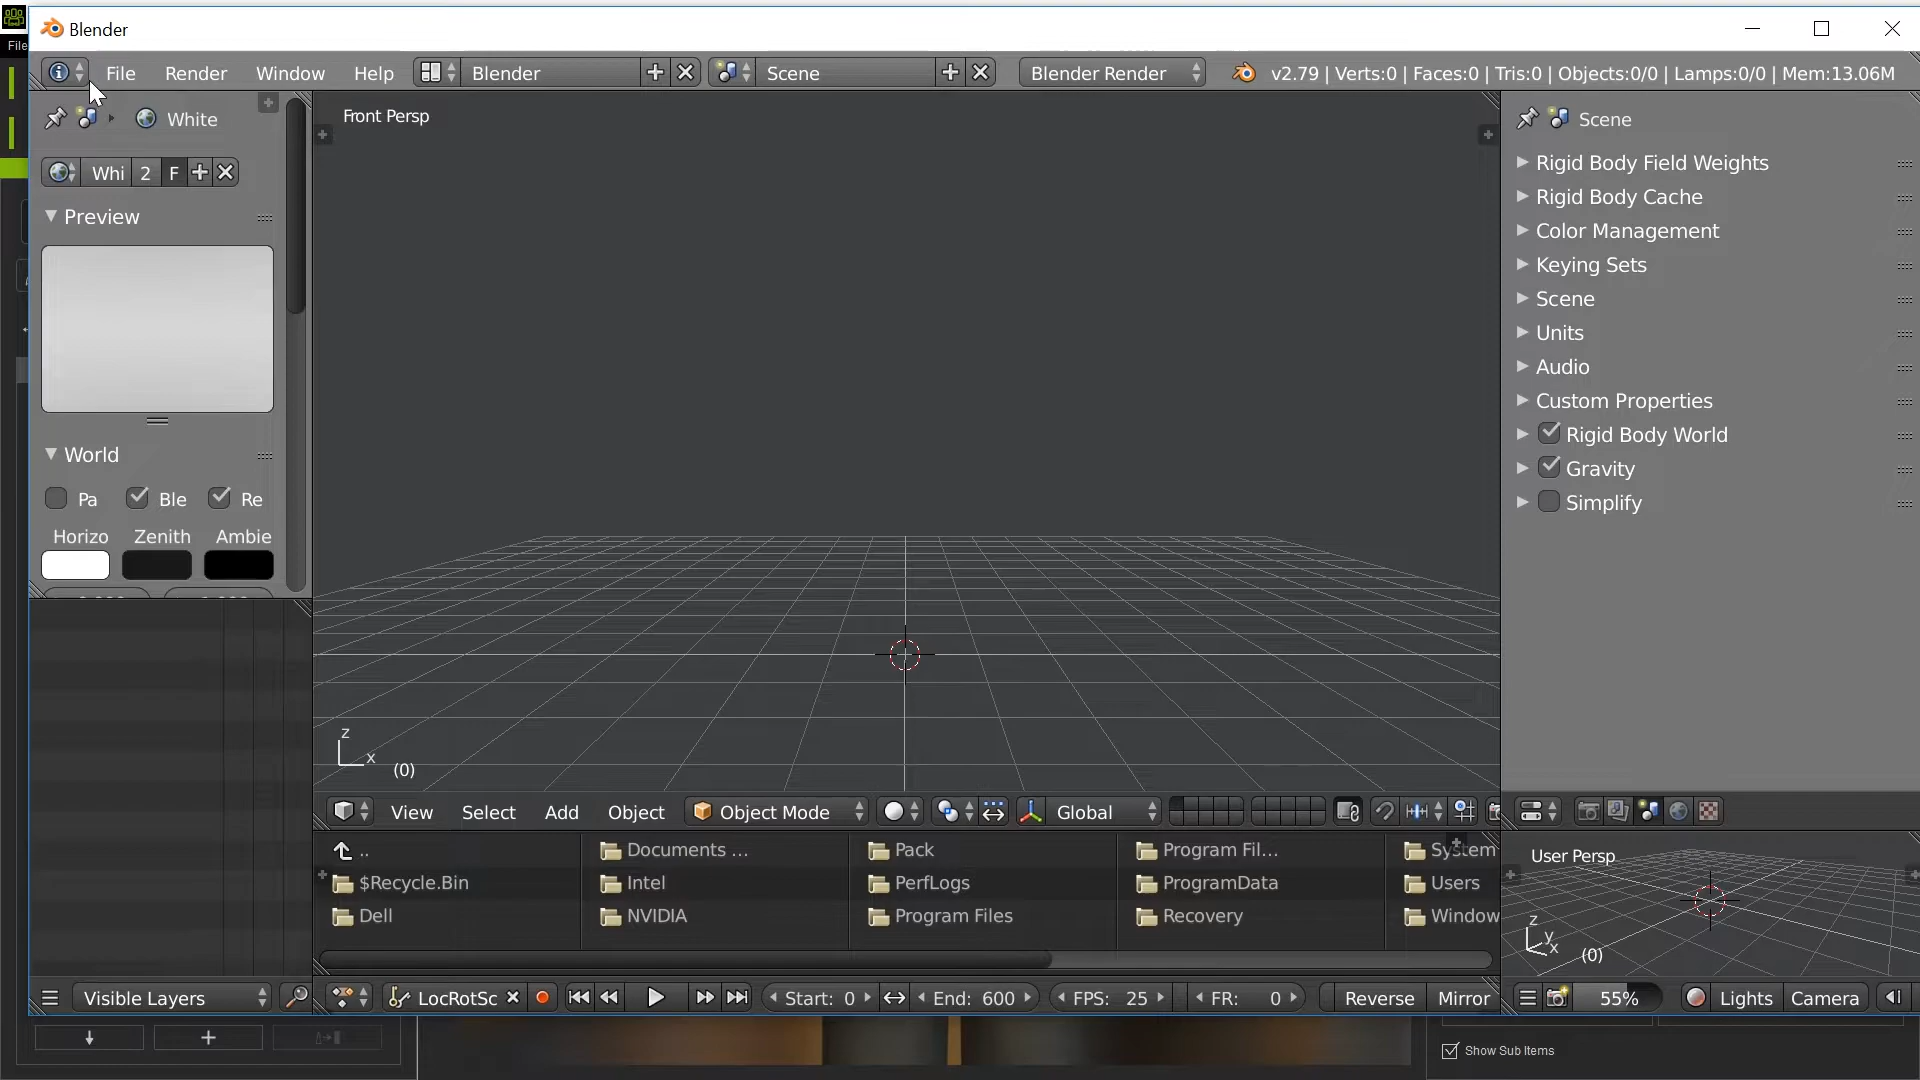 Blender
File
File Render Window Help Blender Scene Blender Render v2.79 | Verts:0 | Faces:0 | Tris:0 | Objects:0/0 | Lamps:0/0 | Mem:13.06M
White
Whi 2 F
Preview
World
Pa Ble Re
Horizo Zenith Ambie
Visible Layers
Front Persp
z
x
(0)
View Select Add Object Object Mode Global
..
$Recycle.Bin
Dell
Documents ...
Intel
NVIDIA
Pack
PerfLogs
Program Files
Program Fil...
ProgramData
Recovery
System
Users
Window
LocRotSc Start: 0 End: 600 FPS: 25 FR: 0 Reverse Mirror
Scene
Rigid Body Field Weights
Rigid Body Cache
Color Management
Keying Sets
Scene
Units
Audio
Custom Properties
Rigid Body World
Gravity
Simplify
User Persp
z
y
x
(0)
55% Lights Camera
Show Sub Items